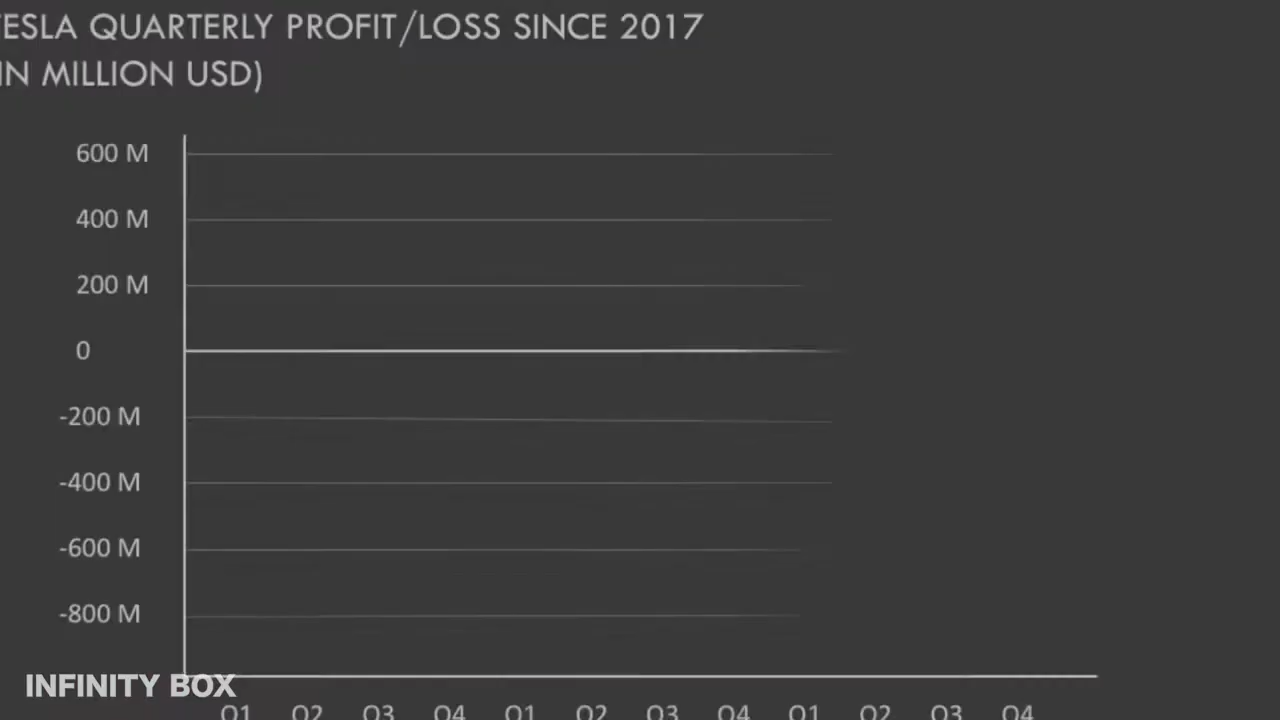 ESLA QUARTERLY PROFIT/LOSS SINCE 2017
IN MILLION USD)
600 M
400 M
200 M
0
-200 M
-400 M
-600 M
-800 M
INFINITY BOX
Q1 Q2 Q3 Q4 Q1 Q2 Q3 Q4 Q1 Q2 Q3 Q4